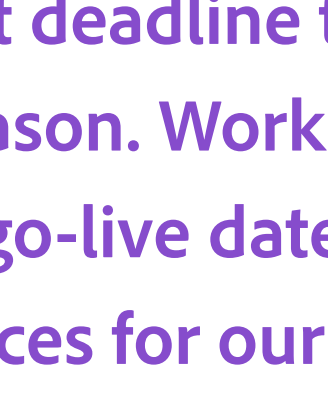 t deadline t
ason. Work
go-live date
ces for our